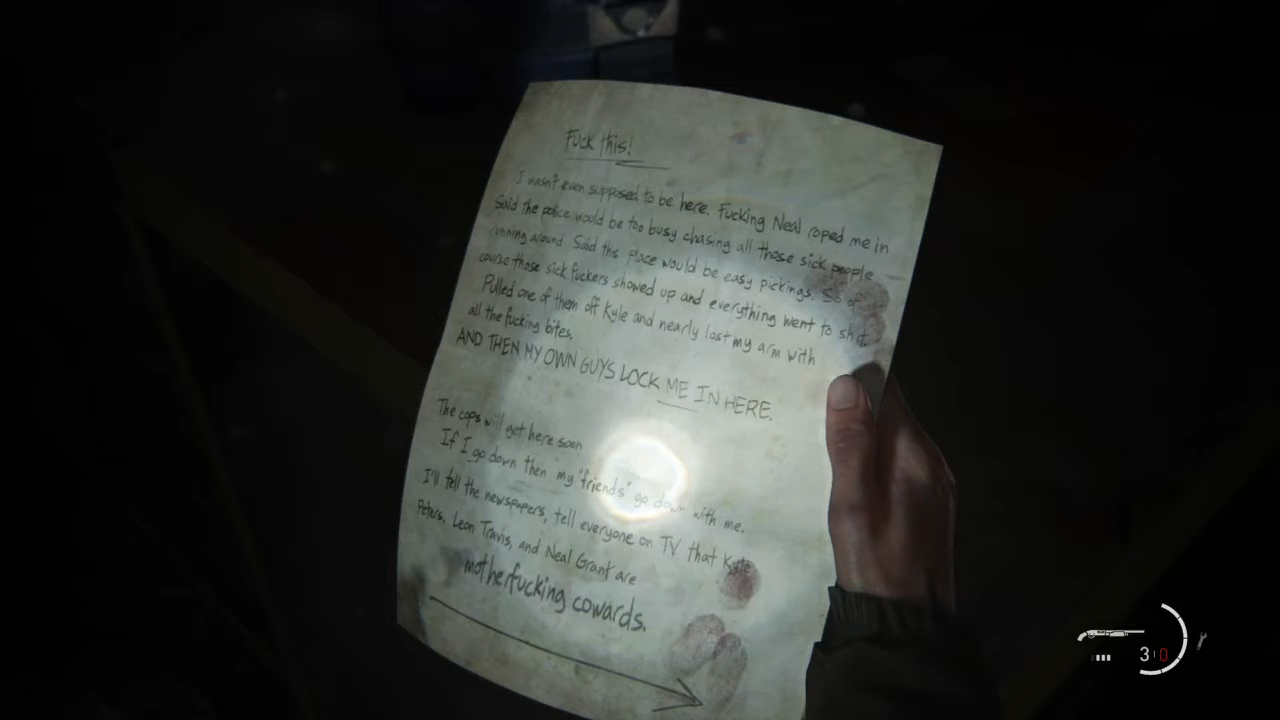 Fuck this!
I wasn't even supposed to be here. Fucking Neal roped me in
Said the police would be too busy chasing all those sick people
running around. Said this place would be easy pickings. So of
course those sick fuckers showed up and everything went to shit.
Pulled one of them off Kyle and nearly lost my arm with
all the fucking bites.
AND THEN MY OWN GUYS LOCK ME IN HERE.
The cops will get here soon
If I go down then my "friends" go down with me.
I'll tell the newspapers, tell everyone on TV that Kyle
Peters, Leon Travis, and Neal Grant are
motherfucking cowards.
3 0